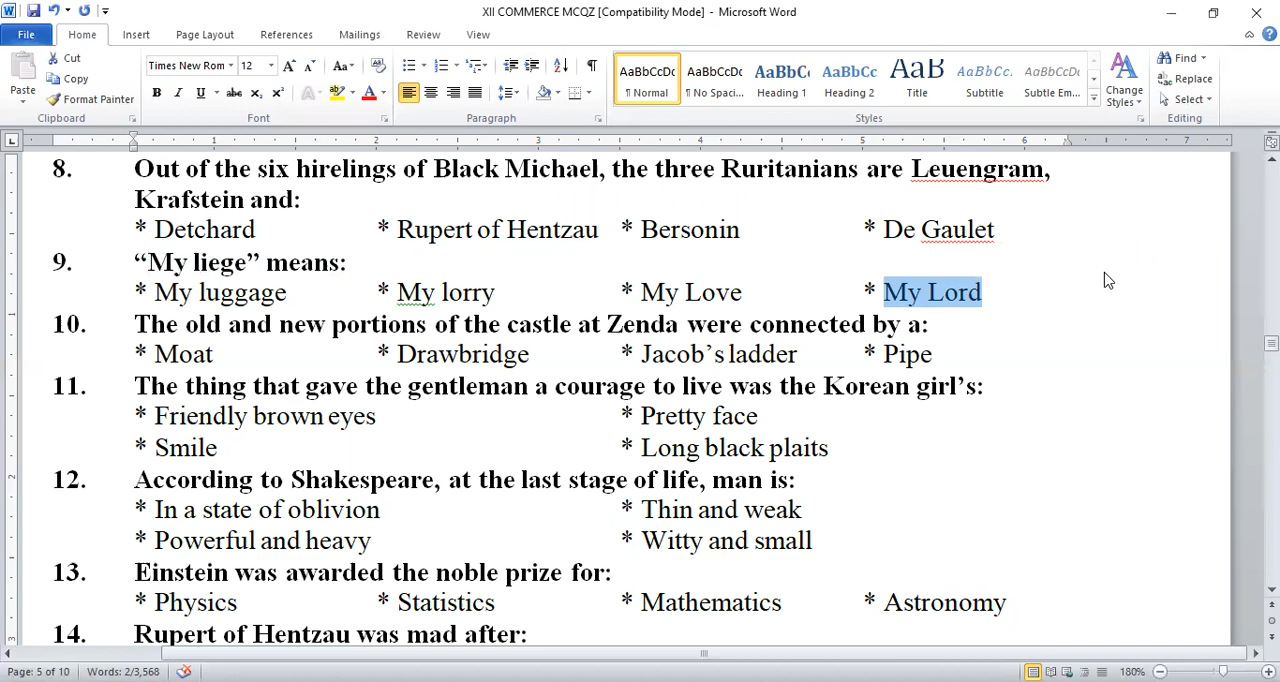 XII COMMERCE MCQZ [Compatibility Mode] - Microsoft Word
File Home Insert Page Layout References Mailings Review View
Cut
Copy
Format Painter
Paste
Clipboard
Times New Rom 12
Font
Paragraph
AaBbCcDc AaBbCcDc AaBbCc AaBbCc AaB AaBbCc. AaBbCcDc
¶ Normal ¶ No Spaci... Heading 1 Heading 2 Title Subtitle Subtle Em...
Styles
Change Styles
Find
Replace
Select
Editing
1 2 3 4 5 6 7
8. Out of the six hirelings of Black Michael, the three Ruritanians are Leuengram,
Krafstein and:
* Detchard * Rupert of Hentzau * Bersonin * De Gaulet
9. “My liege” means:
* My luggage * My lorry * My Love * My Lord
10. The old and new portions of the castle at Zenda were connected by a:
* Moat * Drawbridge * Jacob’s ladder * Pipe
11. The thing that gave the gentleman a courage to live was the Korean girl’s:
* Friendly brown eyes * Pretty face
* Smile * Long black plaits
12. According to Shakespeare, at the last stage of life, man is:
* In a state of oblivion * Thin and weak
* Powerful and heavy * Witty and small
13. Einstein was awarded the noble prize for:
* Physics * Statistics * Mathematics * Astronomy
14. Rupert of Hentzau was mad after:
Page: 5 of 10 Words: 2/3,568 180%